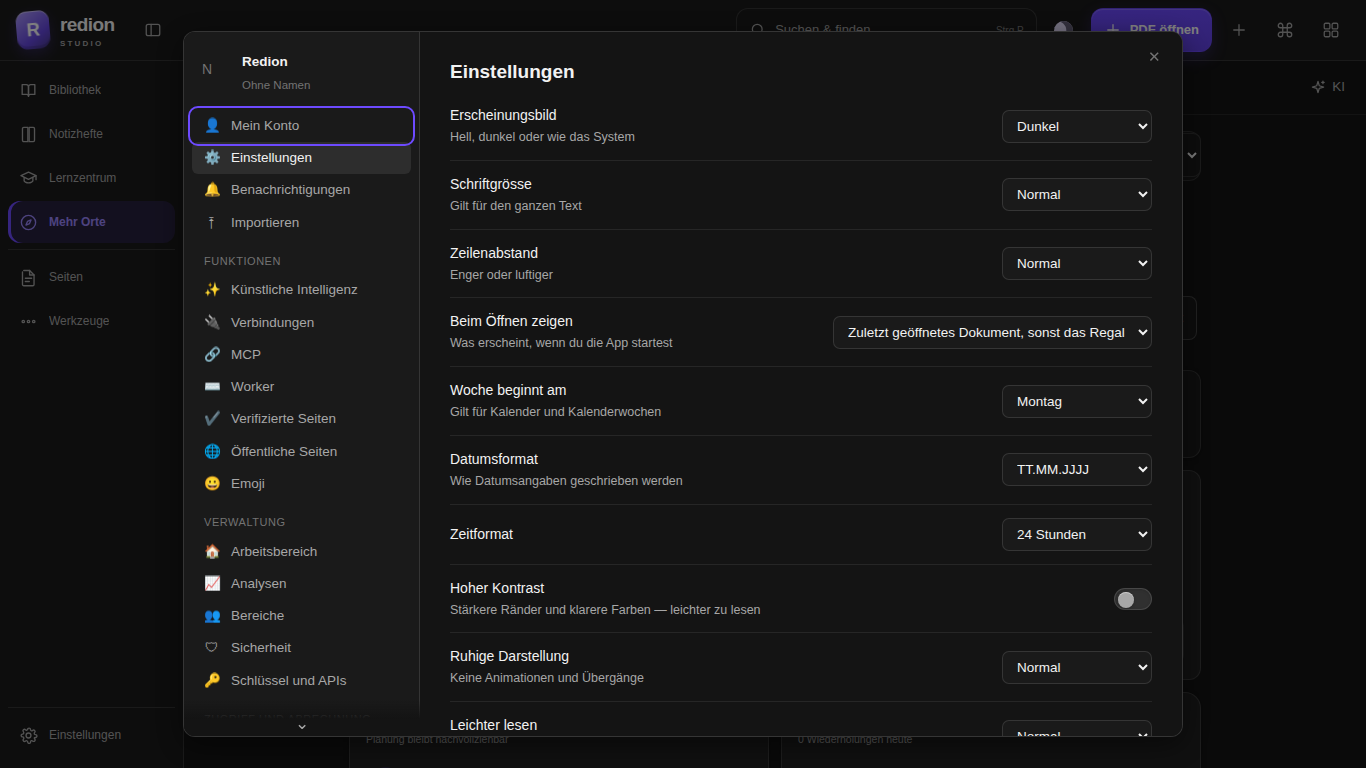 R
redion
STUDIO
Suchen & finden
Strg P
PDF öffnen
Bibliothek
Notizhefte
Lernzentrum
Mehr Orte
Seiten
Werkzeuge
Einstellungen
KI
N
Redion
Ohne Namen
Mein Konto
Einstellungen
Benachrichtigungen
Importieren
FUNKTIONEN
Künstliche Intelligenz
Verbindungen
MCP
Worker
Verifizierte Seiten
Öffentliche Seiten
Emoji
VERWALTUNG
Arbeitsbereich
Analysen
Bereiche
Sicherheit
Schlüssel und APIs
Einstellungen
Erscheinungsbild
Hell, dunkel oder wie das System
Dunkel
Schriftgrösse
Gilt für den ganzen Text
Normal
Zeilenabstand
Enger oder luftiger
Normal
Beim Öffnen zeigen
Was erscheint, wenn du die App startest
Zuletzt geöffnetes Dokument, sonst das Regal
Woche beginnt am
Gilt für Kalender und Kalenderwochen
Montag
Datumsformat
Wie Datumsangaben geschrieben werden
TT.MM.JJJJ
Zeitformat
24 Stunden
Hoher Kontrast
Stärkere Ränder und klarere Farben — leichter zu lesen
Ruhige Darstellung
Keine Animationen und Übergänge
Normal
Leichter lesen
Normal
Planung bleibt nachvollziehbar
0 Wiederholungen heute